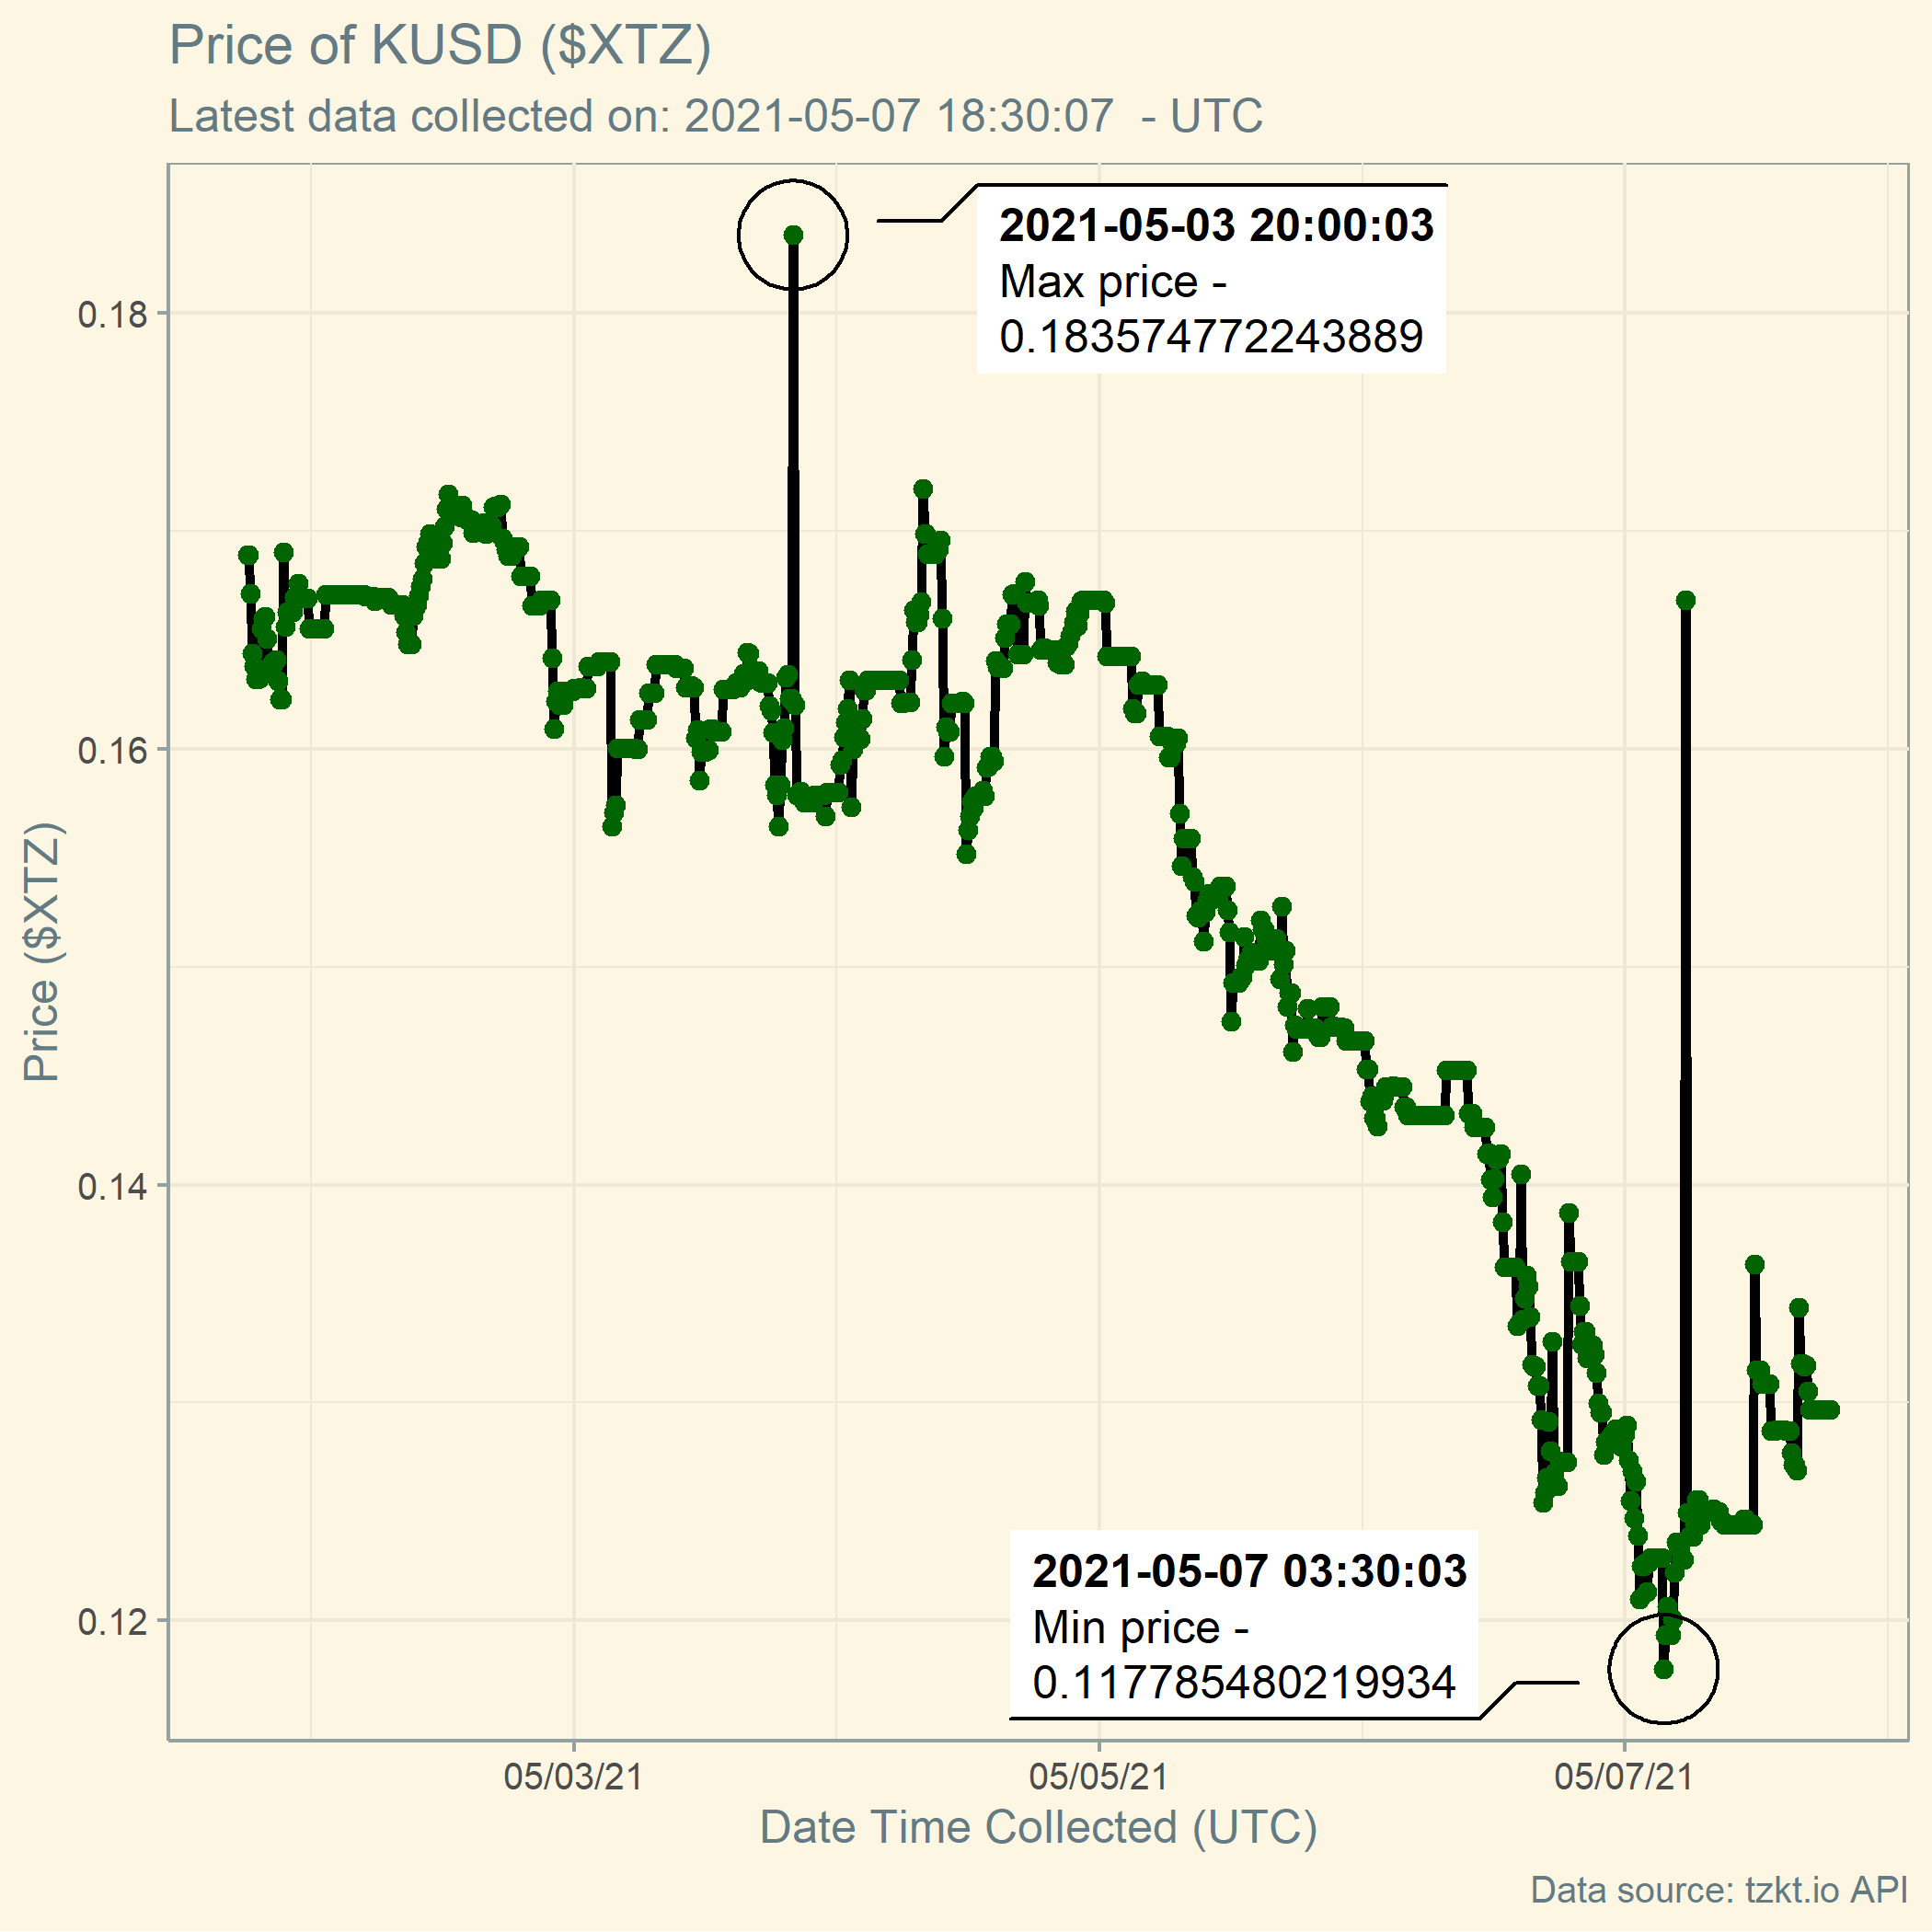 Price of KUSD ($XTZ)
Latest data collected on: 2021-05-07 18:30:07  - UTC
2021-05-03 20:00:03
Max price -
0.183574772243889
0.18
0.16
0.14
0.12
Price ($XTZ)
2021-05-07 03:30:03
Min price -
0.117785480219934
05/03/21
05/05/21
05/07/21
Date Time Collected (UTC)
Data source: tzkt.io API